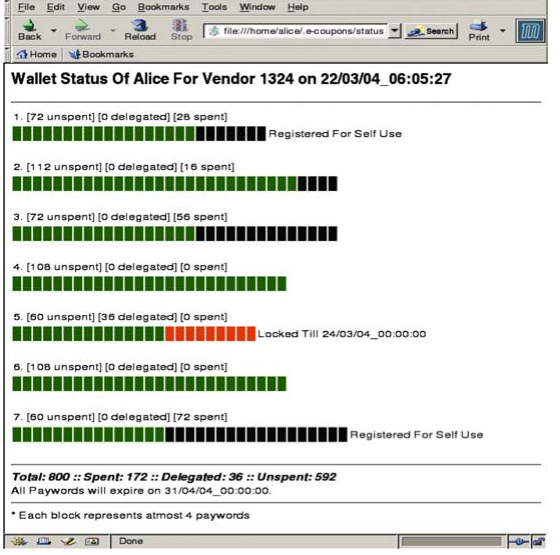 File Edit View Go Bookmarks Tools Window Help
Back Forward Reload Stop file:///home/alice/.e-coupons/status Search Print
Home Bookmarks
Wallet Status Of Alice For Vendor 1324 on 22/03/04_06:05:27
1. [72 unspent] [0 delegated] [28 spent]
Registered For Self Use
2. [112 unspent] [0 delegated] [16 spent]
3. [72 unspent] [0 delegated] [56 spent]
4. [108 unspent] [0 delegated] [0 spent]
5. [60 unspent] [36 delegated] [0 spent]
Locked Till 24/03/04_00:00:00
6. [108 unspent] [0 delegated] [0 spent]
7. [60 unspent] [0 delegated] [72 spent]
Registered For Self Use
Total: 800 :: Spent: 172 :: Delegated: 36 :: Unspent: 592
All Paywords will expire on 31/04/04_00:00:00.
* Each block represents atmost 4 paywords
Done